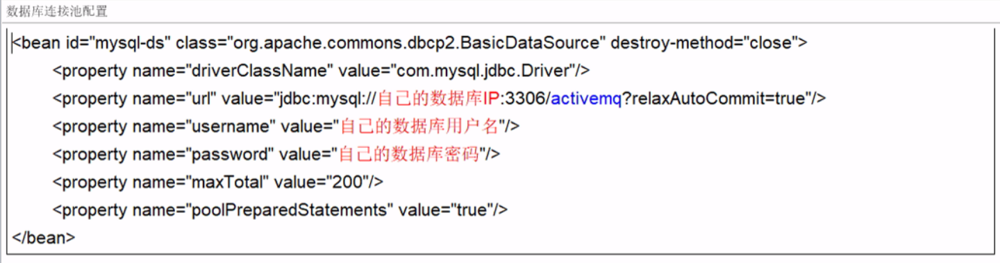 数据库连接池配置
<bean id="mysql-ds" class="org.apache.commons.dbcp2.BasicDataSource" destroy-method="close">
<property name="driverClassName" value="com.mysql.jdbc.Driver"/>
<property name="url" value="jdbc:mysql://自己的数据库IP:3306/activemq?relaxAutoCommit=true"/>
<property name="username" value="自己的数据库用户名"/>
<property name="password" value="自己的数据库密码"/>
<property name="maxTotal" value="200"/>
<property name="poolPreparedStatements" value="true"/>
</bean>